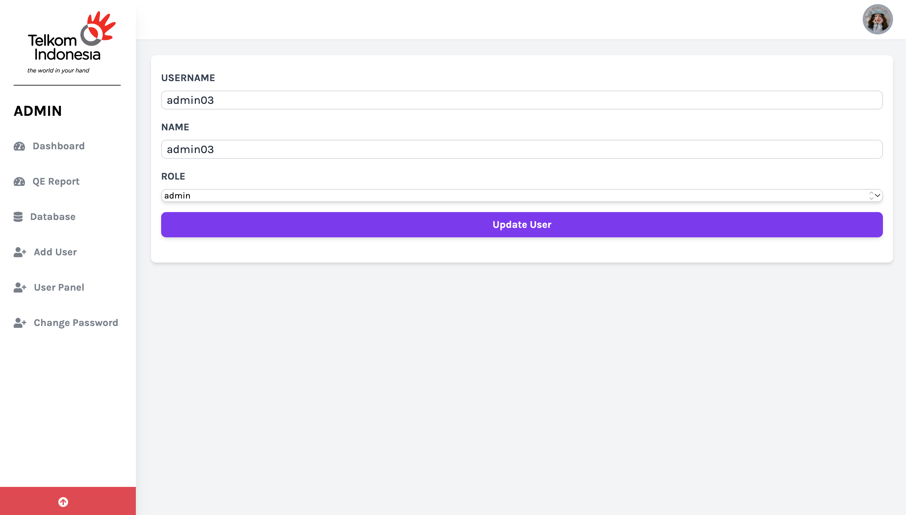 Telkom
Indonesia
the world in your hand
ADMIN
Dashboard
QE Report
Database
Add User
User Panel
Change Password
USERNAME
admin03
NAME
admin03
ROLE
admin
Update User